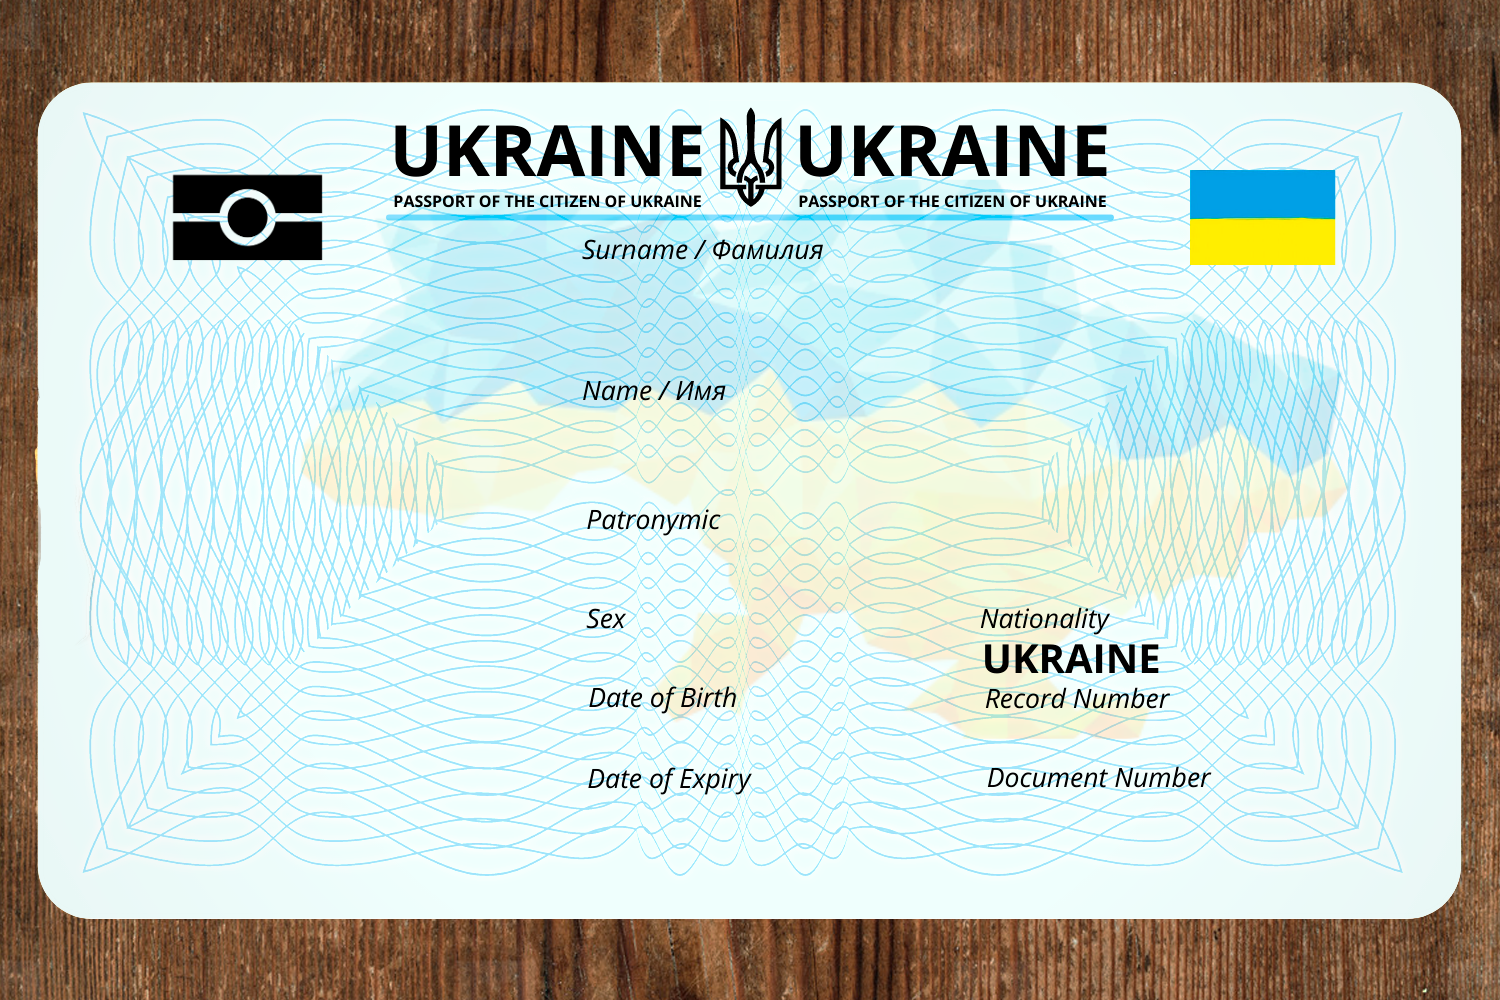 UKRAINE UKRAINE
PASSPORT OF THE CITIZEN OF UKRAINE PASSPORT OF THE CITIZEN OF UKRAINE
Surname / Фамилия
Name / Имя
Patronymic
Sex Nationality
UKRAINE
Date of Birth Record Number
Date of Expiry Document Number